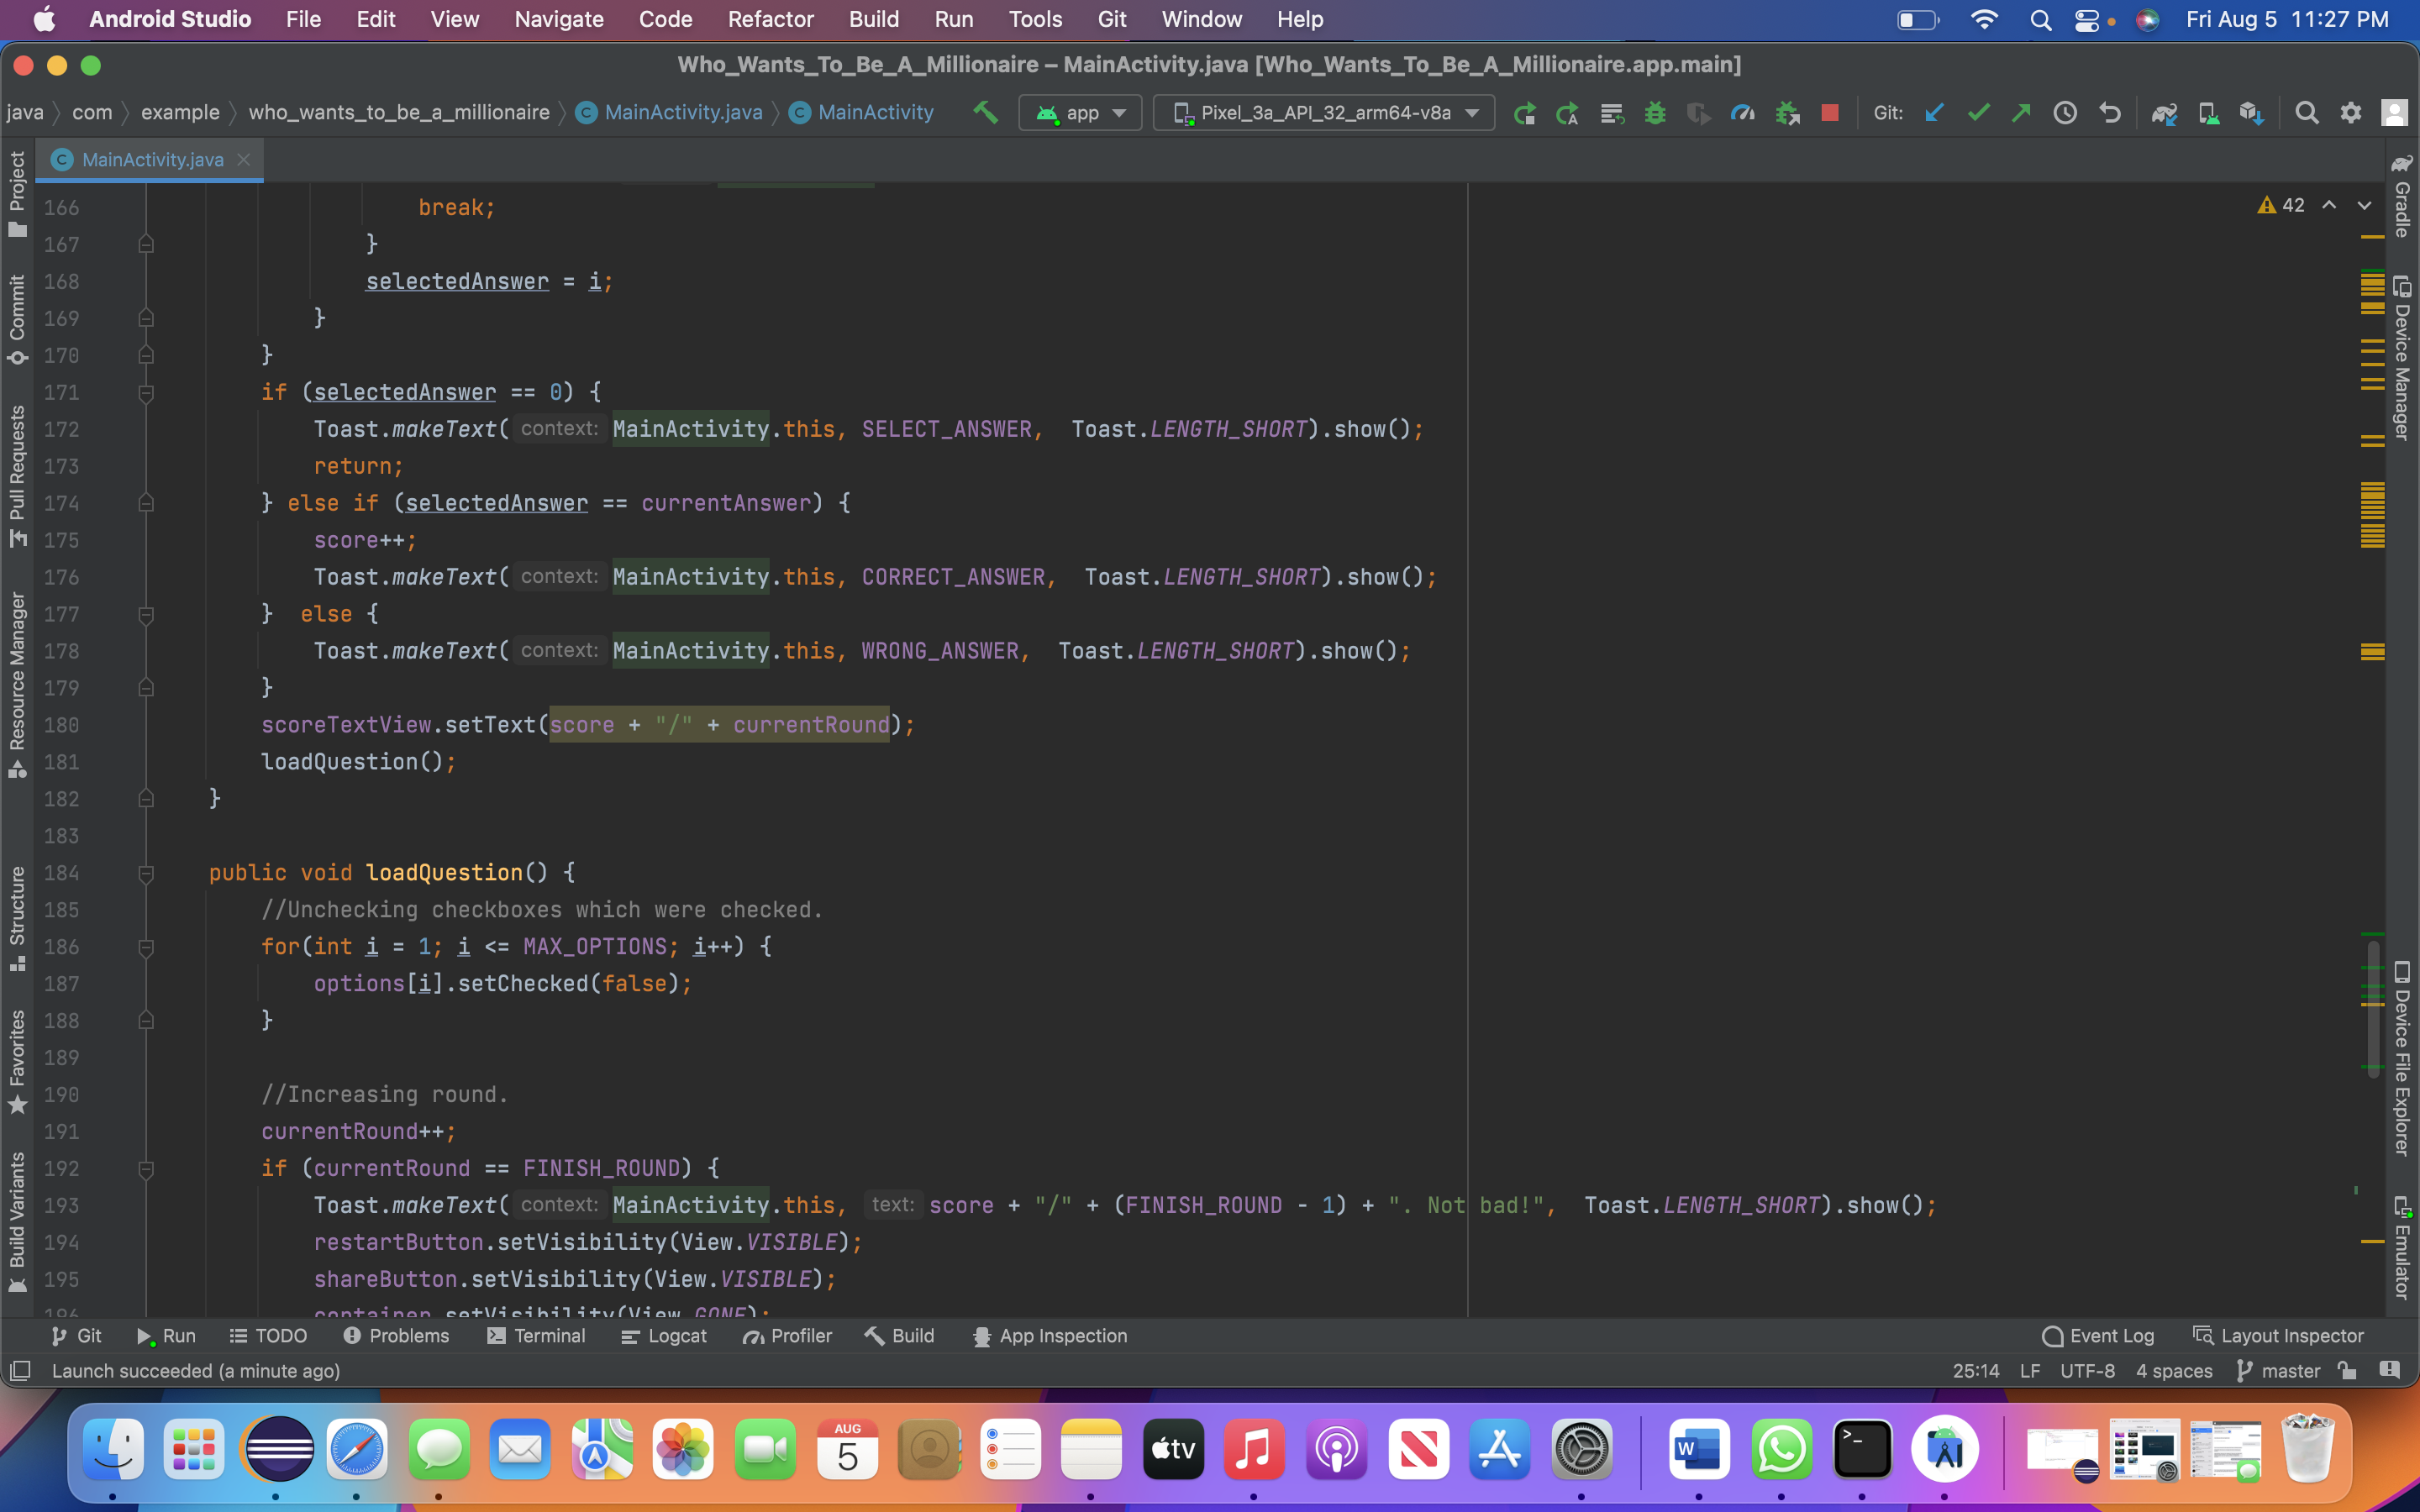 Android Studio File Edit View Navigate Code Refactor Build Run Tools Git Window Help Fri Aug 5 11:27 PM
Who_Wants_To_Be_A_Millionaire – MainActivity.java [Who_Wants_To_Be_A_Millionaire.app.main]
java com example who_wants_to_be_a_millionaire C MainActivity.java C MainActivity app Pixel_3a_API_32_arm64-v8a Git:
C MainActivity.java
42
Project
Commit
Pull Requests
Resource Manager
Structure
Favorites
Build Variants
166 break;
167 }
168 selectedAnswer = i;
169 }
170 }
171 if (selectedAnswer == 0) {
172 Toast.makeText( context: MainActivity.this, SELECT_ANSWER, Toast.LENGTH_SHORT).show();
173 return;
174 } else if (selectedAnswer == currentAnswer) {
175 score++;
176 Toast.makeText( context: MainActivity.this, CORRECT_ANSWER, Toast.LENGTH_SHORT).show();
177 } else {
178 Toast.makeText( context: MainActivity.this, WRONG_ANSWER, Toast.LENGTH_SHORT).show();
179 }
180 scoreTextView.setText(score + "/" + currentRound);
181 loadQuestion();
182 }
183
184 public void loadQuestion() {
185 //Unchecking checkboxes which were checked.
186 for(int i = 1; i <= MAX_OPTIONS; i++) {
187 options[i].setChecked(false);
188 }
189
190 //Increasing round.
191 currentRound++;
192 if (currentRound == FINISH_ROUND) {
193 Toast.makeText( context: MainActivity.this, text: score + "/" + (FINISH_ROUND - 1) + ". Not bad!", Toast.LENGTH_SHORT).show();
194 restartButton.setVisibility(View.VISIBLE);
195 shareButton.setVisibility(View.VISIBLE);
196 container.setVisibility(View.GONE);
Gradle
Device Manager
Device File Explorer
Emulator
Git Run TODO Problems Terminal Logcat Profiler Build App Inspection Event Log Layout Inspector
Launch succeeded (a minute ago) 25:14 LF UTF-8 4 spaces master
AUG
5
tv
W